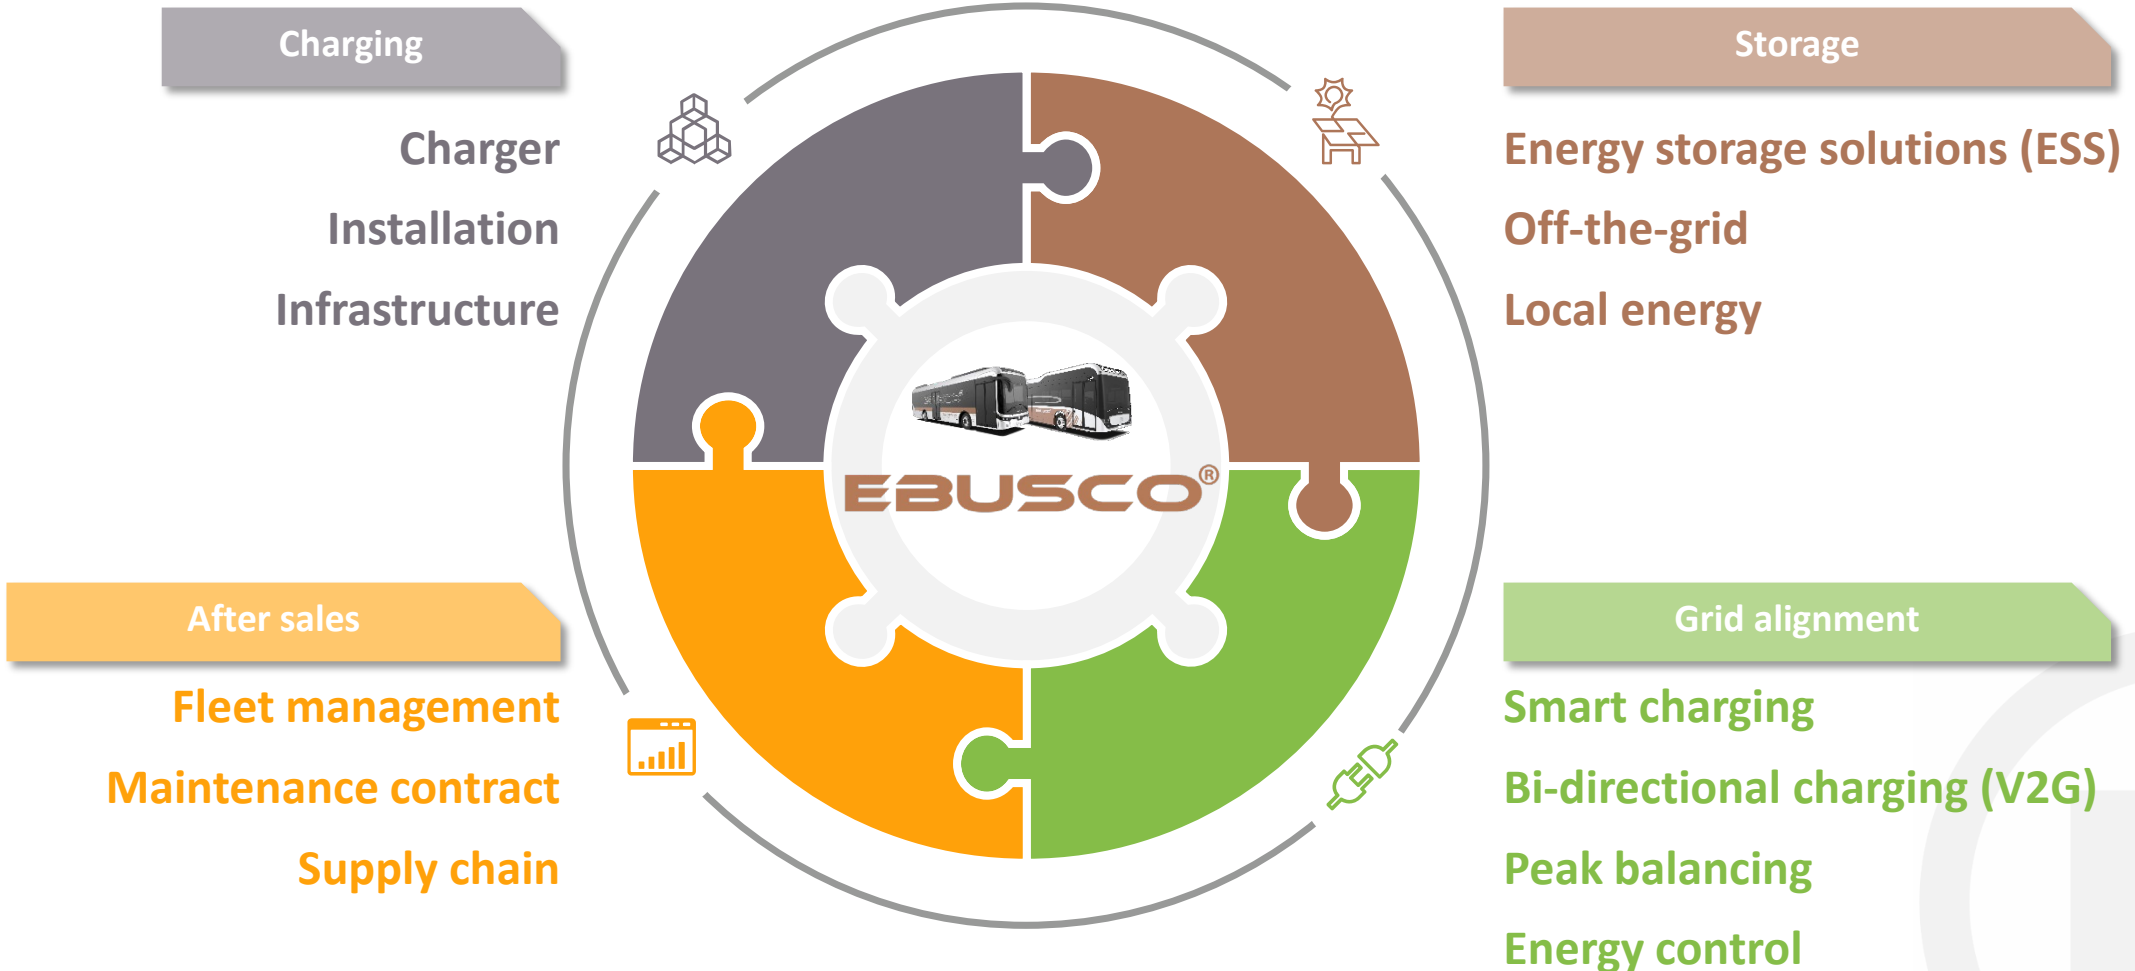 Charging
Charger
Installation
Infrastructure
Storage
Energy storage solutions (ESS)
Off-the-grid
Local energy
EBUSCO®
After sales
Fleet management
Maintenance contract
Supply chain
Grid alignment
Smart charging
Bi-directional charging (V2G)
Peak balancing
Energy control